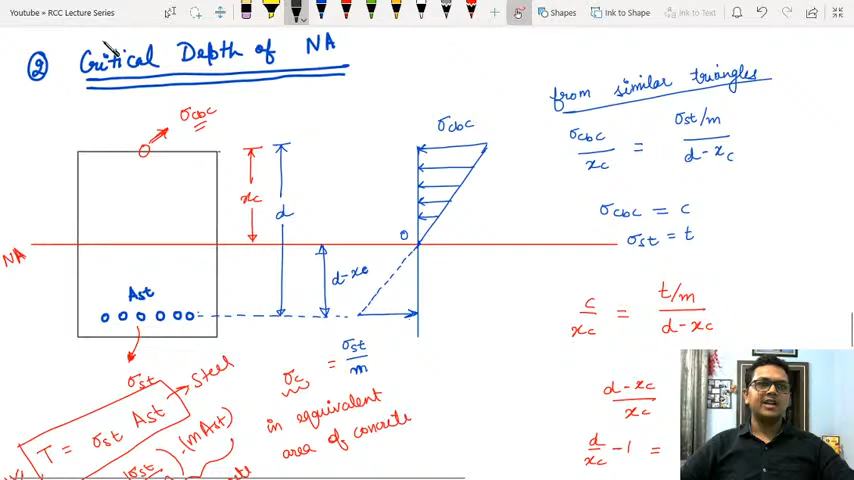 Youtube » RCC Lecture Series
Shapes
Ink to Shape
Ink to Text
② Critical Depth of NA
σcbc
xc
d
NA
Ast
d-xc
σcbc
0
σst
T = σst Ast
Steel
σc = σst/m
in equivalent
area of concrete
(mAst)
from similar triangles
σcbc/xc = (σst/m)/(d-xc)
σcbc = c
σst = t
c/xc = (t/m)/(d-xc)
(d-xc)/xc
d/xc -1 =